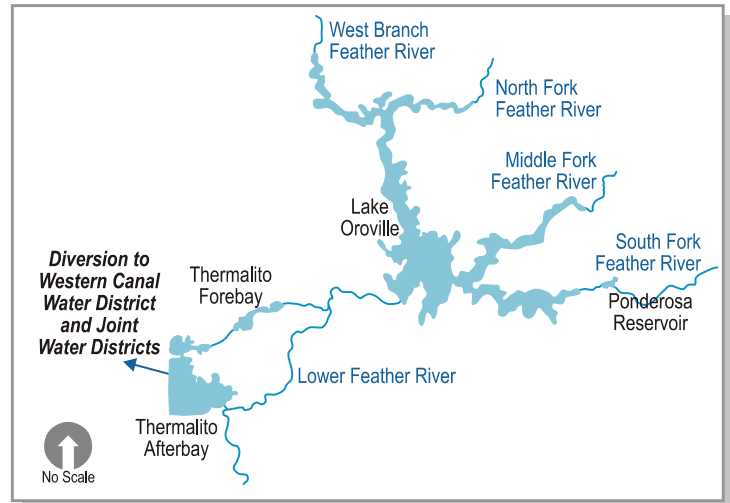 West Branch
Feather River
North Fork
Feather River
Middle Fork
Feather River
Lake
Oroville
South Fork
Feather River
Ponderosa
Reservoir
Diversion to
Western Canal
Water District
and Joint
Water Districts
Thermalito
Forebay
Lower Feather River
Thermalito
Afterbay
No Scale